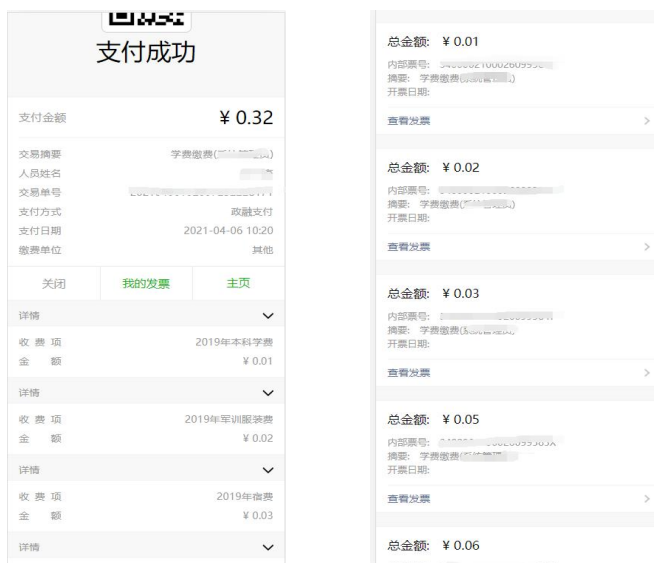 支付成功
支付金额 ¥ 0.32
交易摘要 学费缴费(
人员姓名
交易单号
支付方式 政融支付
支付日期 2021-04-06 10:20
缴费单位 其他
关闭 我的发票 主页
详情
收 费 项 2019年本科学费
金 额 ¥ 0.01
详情
收 费 项 2019年军训服装费
金 额 ¥ 0.02
详情
收 费 项 2019年宿费
金 额 ¥ 0.03
详情
总金额: ¥ 0.01
内部票号:
摘要: 学费缴费(
开票日期:
查看发票
总金额: ¥ 0.02
内部票号:
摘要: 学费缴费(
开票日期:
查看发票
总金额: ¥ 0.03
内部票号:
摘要: 学费缴费(
开票日期:
查看发票
总金额: ¥ 0.05
内部票号:
摘要: 学费缴费(
开票日期:
查看发票
总金额: ¥ 0.06